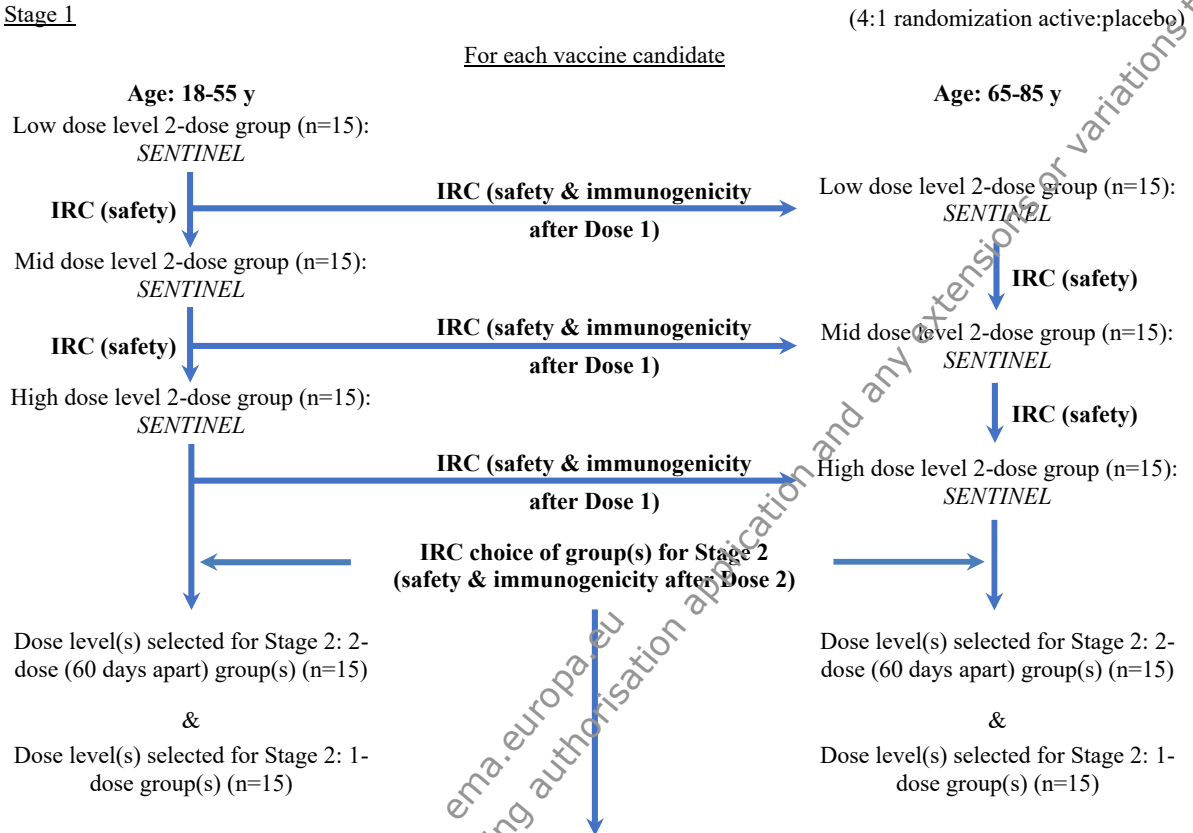 Stage 1
(4:1 randomization active:placebo)
For each vaccine candidate
Age: 18-55 y
Low dose level 2-dose group (n=15):
SENTINEL
IRC (safety)
Mid dose level 2-dose group (n=15):
SENTINEL
IRC (safety)
High dose level 2-dose group (n=15):
SENTINEL
IRC (safety & immunogenicity
after Dose 1)
IRC (safety & immunogenicity
after Dose 1)
IRC (safety & immunogenicity
after Dose 1)
Age: 65-85 y
Low dose level 2-dose group (n=15):
SENTINEL
IRC (safety)
Mid dose level 2-dose group (n=15):
SENTINEL
IRC (safety)
High dose level 2-dose group (n=15):
SENTINEL
IRC choice of group(s) for Stage 2
(safety & immunogenicity after Dose 2)
Dose level(s) selected for Stage 2: 2-
dose (60 days apart) group(s) (n=15)
&
Dose level(s) selected for Stage 2: 1-
dose group(s) (n=15)
Dose level(s) selected for Stage 2: 2-
dose (60 days apart) group(s) (n=15)
&
Dose level(s) selected for Stage 2: 1-
dose group(s) (n=15)
ema.europa.eu
authorisation application and any extensions or variations